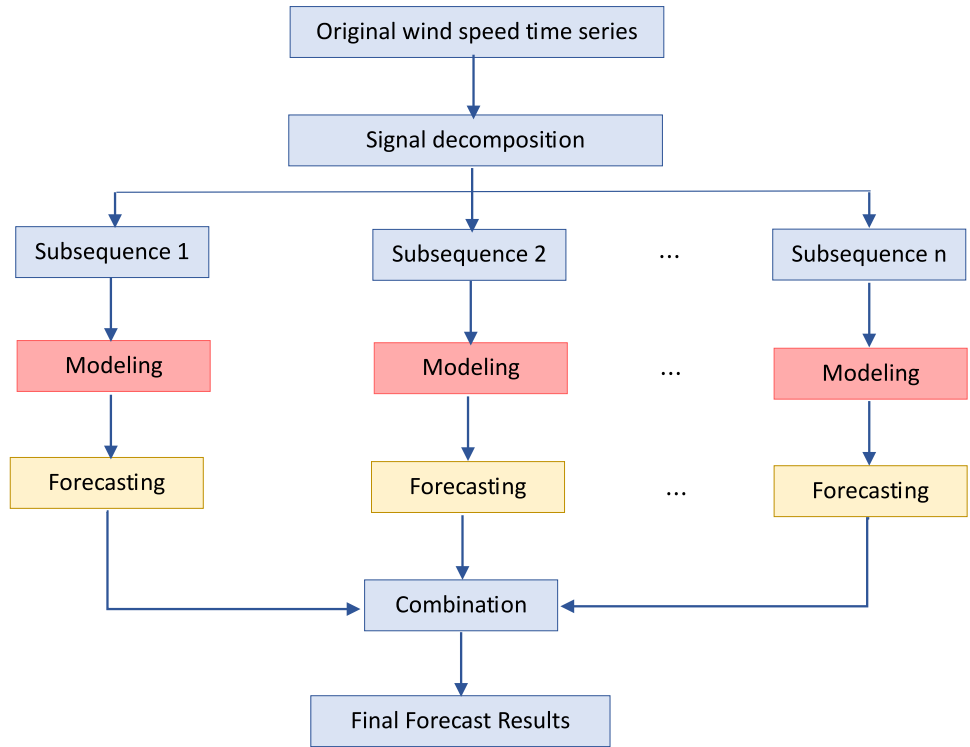 Original wind speed time series
Signal decomposition
Subsequence 1
Subsequence 2
...
Subsequence n
Modeling
Modeling
...
Modeling
Forecasting
Forecasting
...
Forecasting
Combination
Final Forecast Results